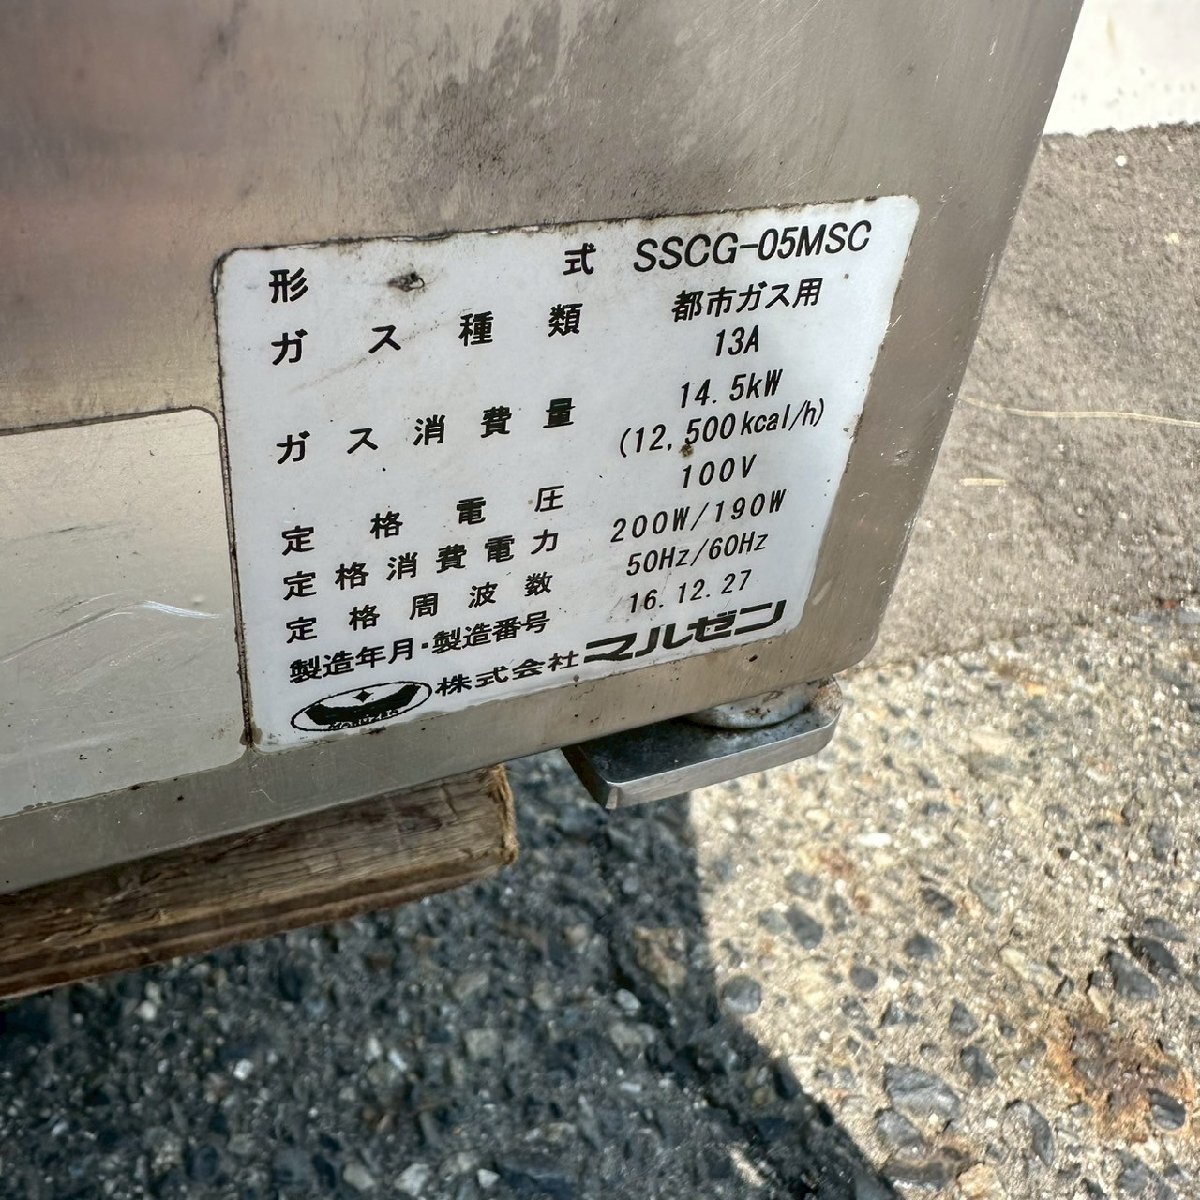 形式 SSCG-05MSC
ガス種類 都市ガス用
13A
ガス消費量 14.5kW
(12,500kcal/h)
定格電圧 100V
定格消費電力 200W/190W
定格周波数 50Hz/60Hz
製造年月・製造番号 16.12.27
MARUZEN 株式会社マルゼン